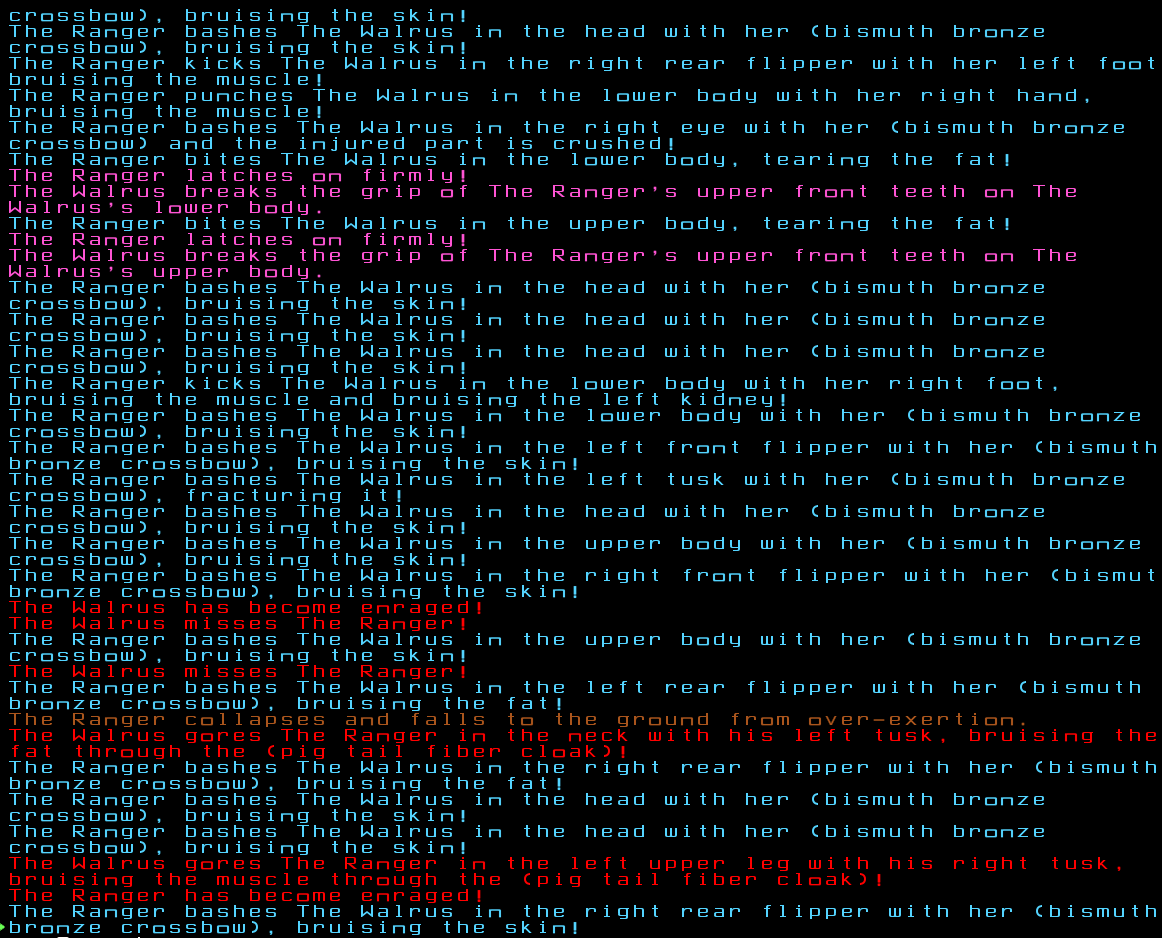 crossbow), bruising the skin!
The Ranger bashes The Walrus in the head with her (bismuth bronze
crossbow), bruising the skin!
The Ranger kicks The Walrus in the right rear flipper with her left foot
bruising the muscle!
The Ranger punches The Walrus in the lower body with her right hand,
bruising the muscle!
The Ranger bashes The Walrus in the right eye with her (bismuth bronze
crossbow) and the injured part is crushed!
The Ranger bites The Walrus in the lower body, tearing the fat!
The Ranger latches on firmly!
The Walrus breaks the grip of The Ranger's upper front teeth on The
Walrus's lower body.
The Ranger bites The Walrus in the upper body, tearing the fat!
The Ranger latches on firmly!
The Walrus breaks the grip of The Ranger's upper front teeth on The
Walrus's upper body.
The Ranger bashes The Walrus in the head with her (bismuth bronze
crossbow), bruising the skin!
The Ranger bashes The Walrus in the head with her (bismuth bronze
crossbow), bruising the skin!
The Ranger bashes The Walrus in the head with her (bismuth bronze
crossbow), bruising the skin!
The Ranger kicks The Walrus in the lower body with her right foot,
bruising the muscle and bruising the left kidney!
The Ranger bashes The Walrus in the lower body with her (bismuth bronze
crossbow), bruising the skin!
The Ranger bashes The Walrus in the left front flipper with her (bismuth
bronze crossbow), bruising the skin!
The Ranger bashes The Walrus in the left tusk with her (bismuth bronze
crossbow), fracturing it!
The Ranger bashes The Walrus in the head with her (bismuth bronze
crossbow), bruising the skin!
The Ranger bashes The Walrus in the upper body with her (bismuth bronze
crossbow), bruising the skin!
The Ranger bashes The Walrus in the right front flipper with her (bismut
bronze crossbow), bruising the skin!
The Walrus has become enraged!
The Walrus misses The Ranger!
The Ranger bashes The Walrus in the upper body with her (bismuth bronze
crossbow), bruising the skin!
The Walrus misses The Ranger!
The Ranger bashes The Walrus in the left rear flipper with her (bismuth
bronze crossbow), bruising the fat!
The Ranger collapses and falls to the ground from over-exertion.
The Walrus gores The Ranger in the neck with his left tusk, bruising the
fat through the (pig tail fiber cloak)!
The Ranger bashes The Walrus in the right rear flipper with her (bismuth
bronze crossbow), bruising the fat!
The Ranger bashes The Walrus in the head with her (bismuth bronze
crossbow), bruising the skin!
The Ranger bashes The Walrus in the head with her (bismuth bronze
crossbow), bruising the skin!
The Walrus gores The Ranger in the left upper leg with his right tusk,
bruising the muscle through the (pig tail fiber cloak)!
The Ranger has become enraged!
The Ranger bashes The Walrus in the right rear flipper with her (bismuth
bronze crossbow), bruising the skin!